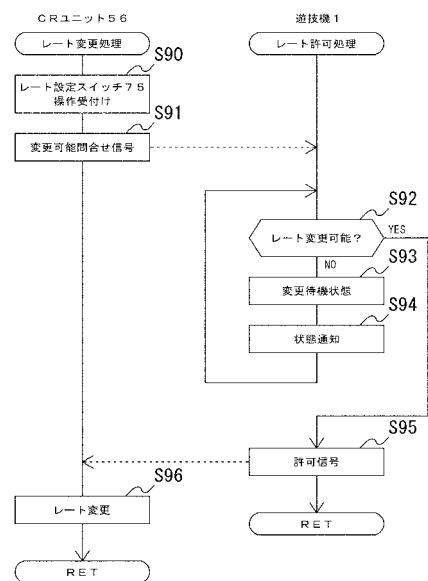 CRユニット56
遊技機1
レート変更処理
レート許可処理
S90
レート設定スイッチ7S
操作受付け
S91
変更可能問合せ信号
S92
レート変更可能?
YES
NO
S93
変更待機状態
S94
状態通知
S95
許可信号
S96
レート変更
RET
RET